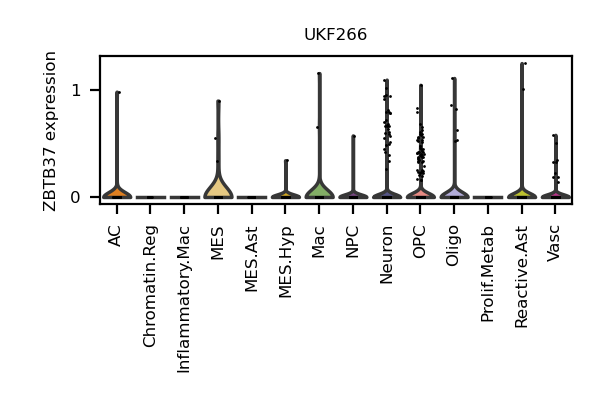 UKF266
ZBTB37 expression
1
0
AC
Chromatin.Reg
Inflammatory.Mac
MES
MES.Ast
MES.Hyp
Mac
NPC
Neuron
OPC
Oligo
Prolif.Metab
Reactive.Ast
Vasc